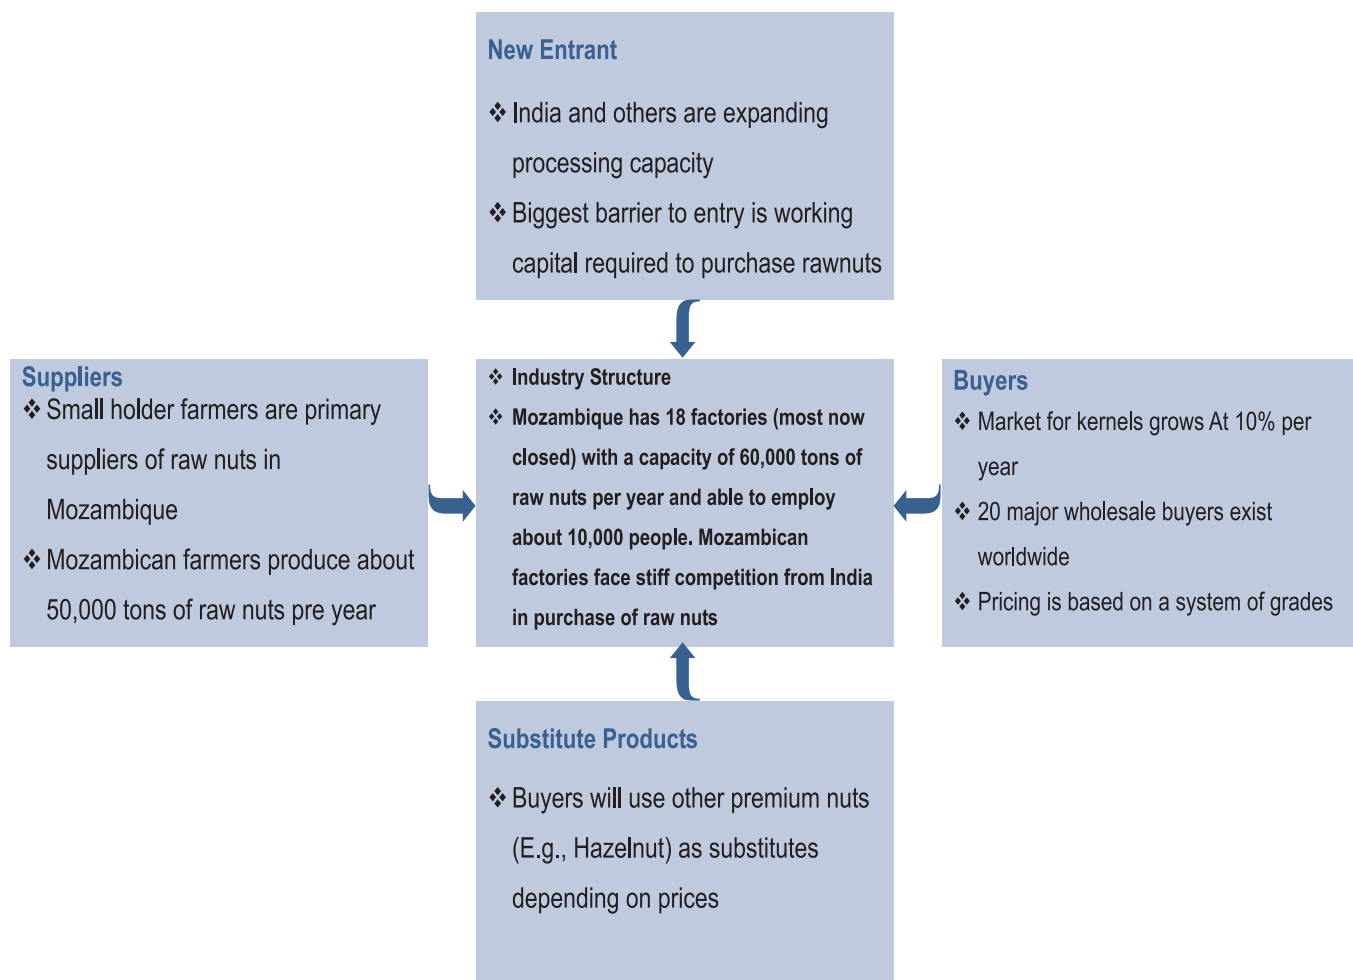 New Entrant
❖ India and others are expanding
processing capacity
❖ Biggest barrier to entry is working
capital required to purchase rawnuts
Suppliers
❖ Small holder farmers are primary
suppliers of raw nuts in
Mozambique
❖ Mozambican farmers produce about
50,000 tons of raw nuts pre year
❖ Industry Structure
❖ Mozambique has 18 factories (most now
closed) with a capacity of 60,000 tons of
raw nuts per year and able to employ
about 10,000 people. Mozambican
factories face stiff competition from India
in purchase of raw nuts
Buyers
❖ Market for kernels grows At 10% per
year
❖ 20 major wholesale buyers exist
worldwide
❖ Pricing is based on a system of grades
Substitute Products
❖ Buyers will use other premium nuts
(E.g., Hazelnut) as substitutes
depending on prices